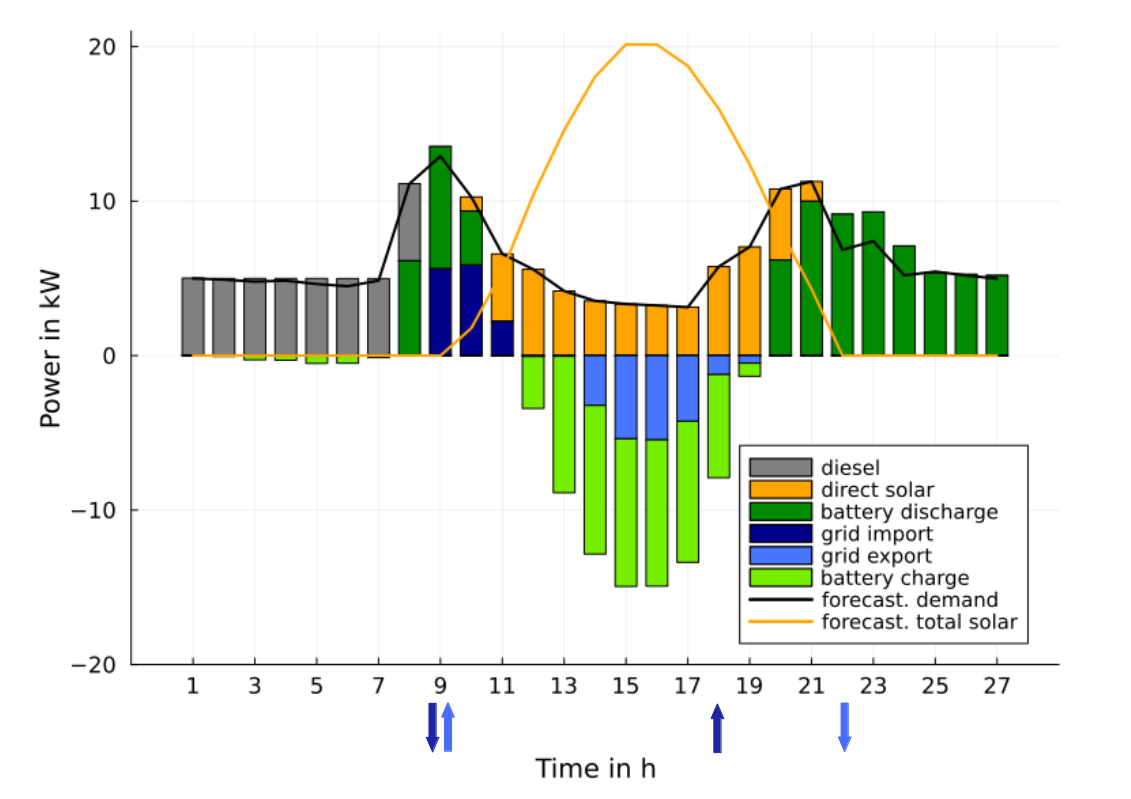 20
10
0
−10
−20
Power in kW
diesel
direct solar
battery discharge
grid import
grid export
battery charge
forecast. demand
forecast. total solar
1 3 5 7 9 11 13 15 17 19 21 23 25 27
Time in h